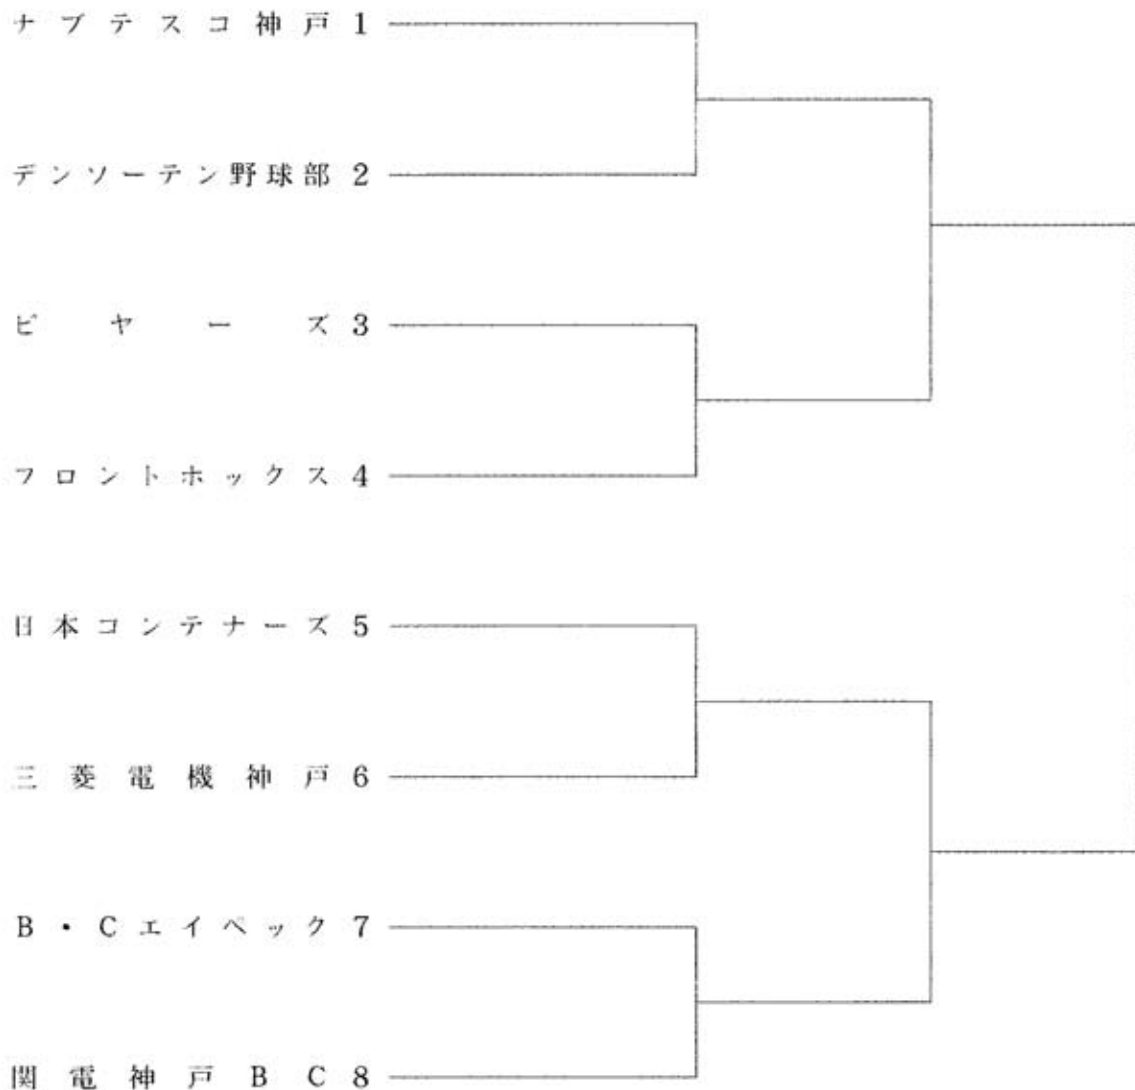 ナブテスコ神戸 1
デンソーテン野球部 2
ビヤーズ 3
フロントホックス 4
日本コンテナーズ 5
三菱電機神戸 6
B・Cエイペック 7
関電神戸BC 8